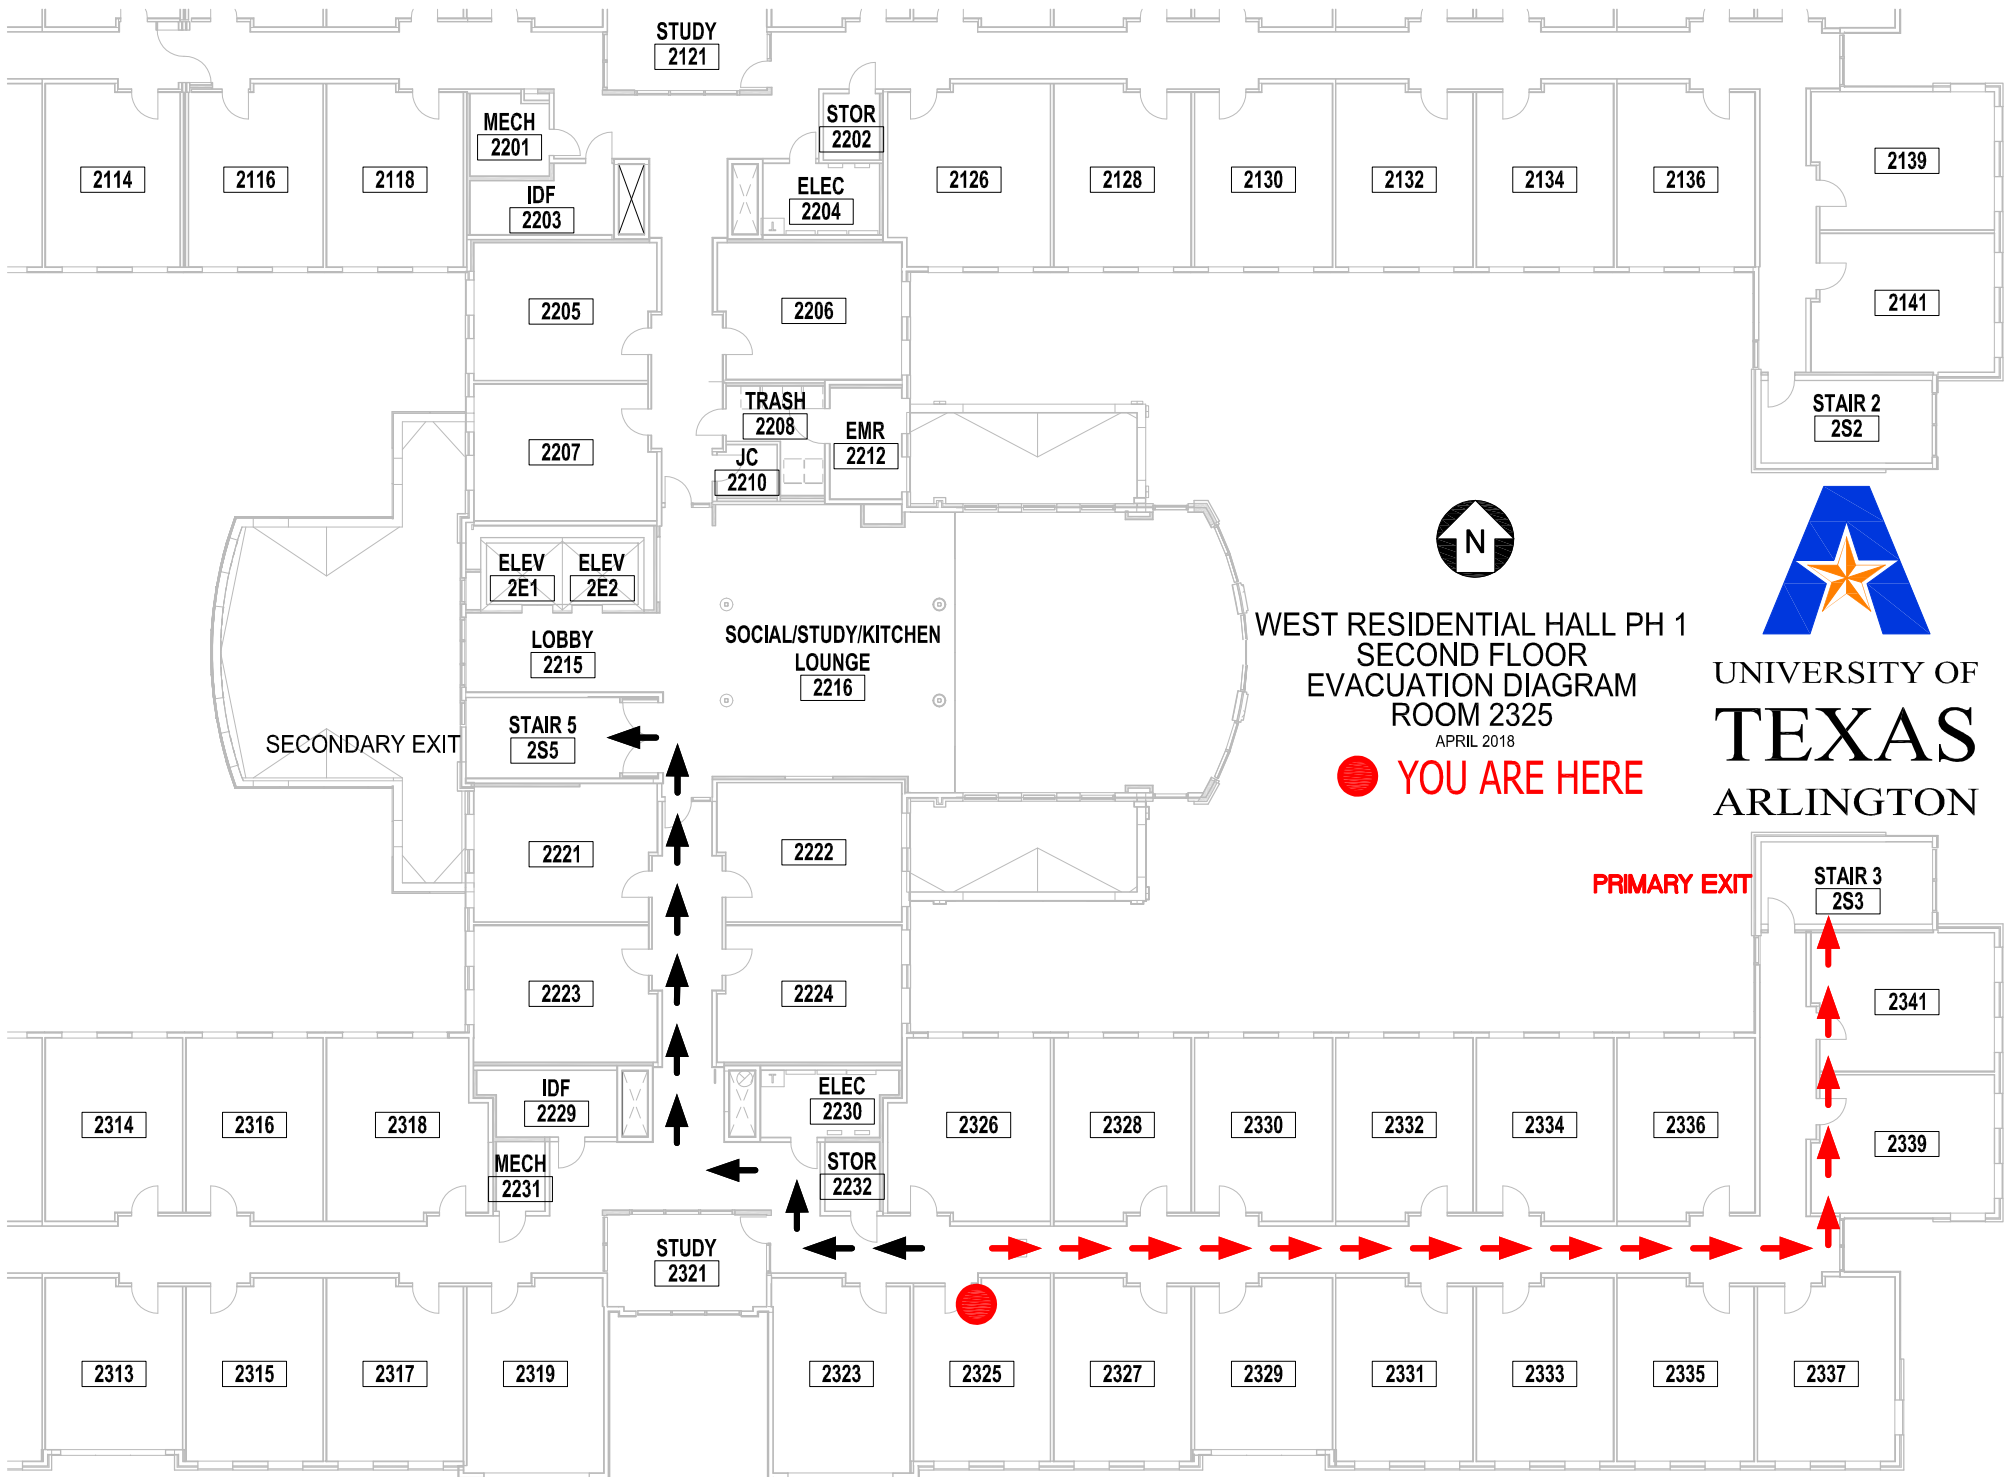 STUDY
2121
MECH
2201
STOR
2202
2114
2116
2118
IDF
2203
ELEC
2204
T
2126
2128
2130
2132
2134
2136
2139
2141
2205
2206
2207
TRASH
2208
JC
2210
EMR
2212
STAIR 2
2S2
ELEV
2E1
ELEV
2E2
LOBBY
2215
SOCIAL/STUDY/KITCHEN
LOUNGE
2216
STAIR 5
2S5
SECONDARY EXIT
N
WEST RESIDENTIAL HALL PH 1
SECOND FLOOR
EVACUATION DIAGRAM
ROOM 2325
APRIL 2018
YOU ARE HERE
UNIVERSITY OF
TEXAS
ARLINGTON
PRIMARY EXIT
STAIR 3
2S3
2221
2222
2223
2224
2341
2339
IDF
2229
T
ELEC
2230
MECH
2231
STOR
2232
2314
2316
2318
2326
2328
2330
2332
2334
2336
STUDY
2321
2313
2315
2317
2319
2323
2325
2327
2329
2331
2333
2335
2337